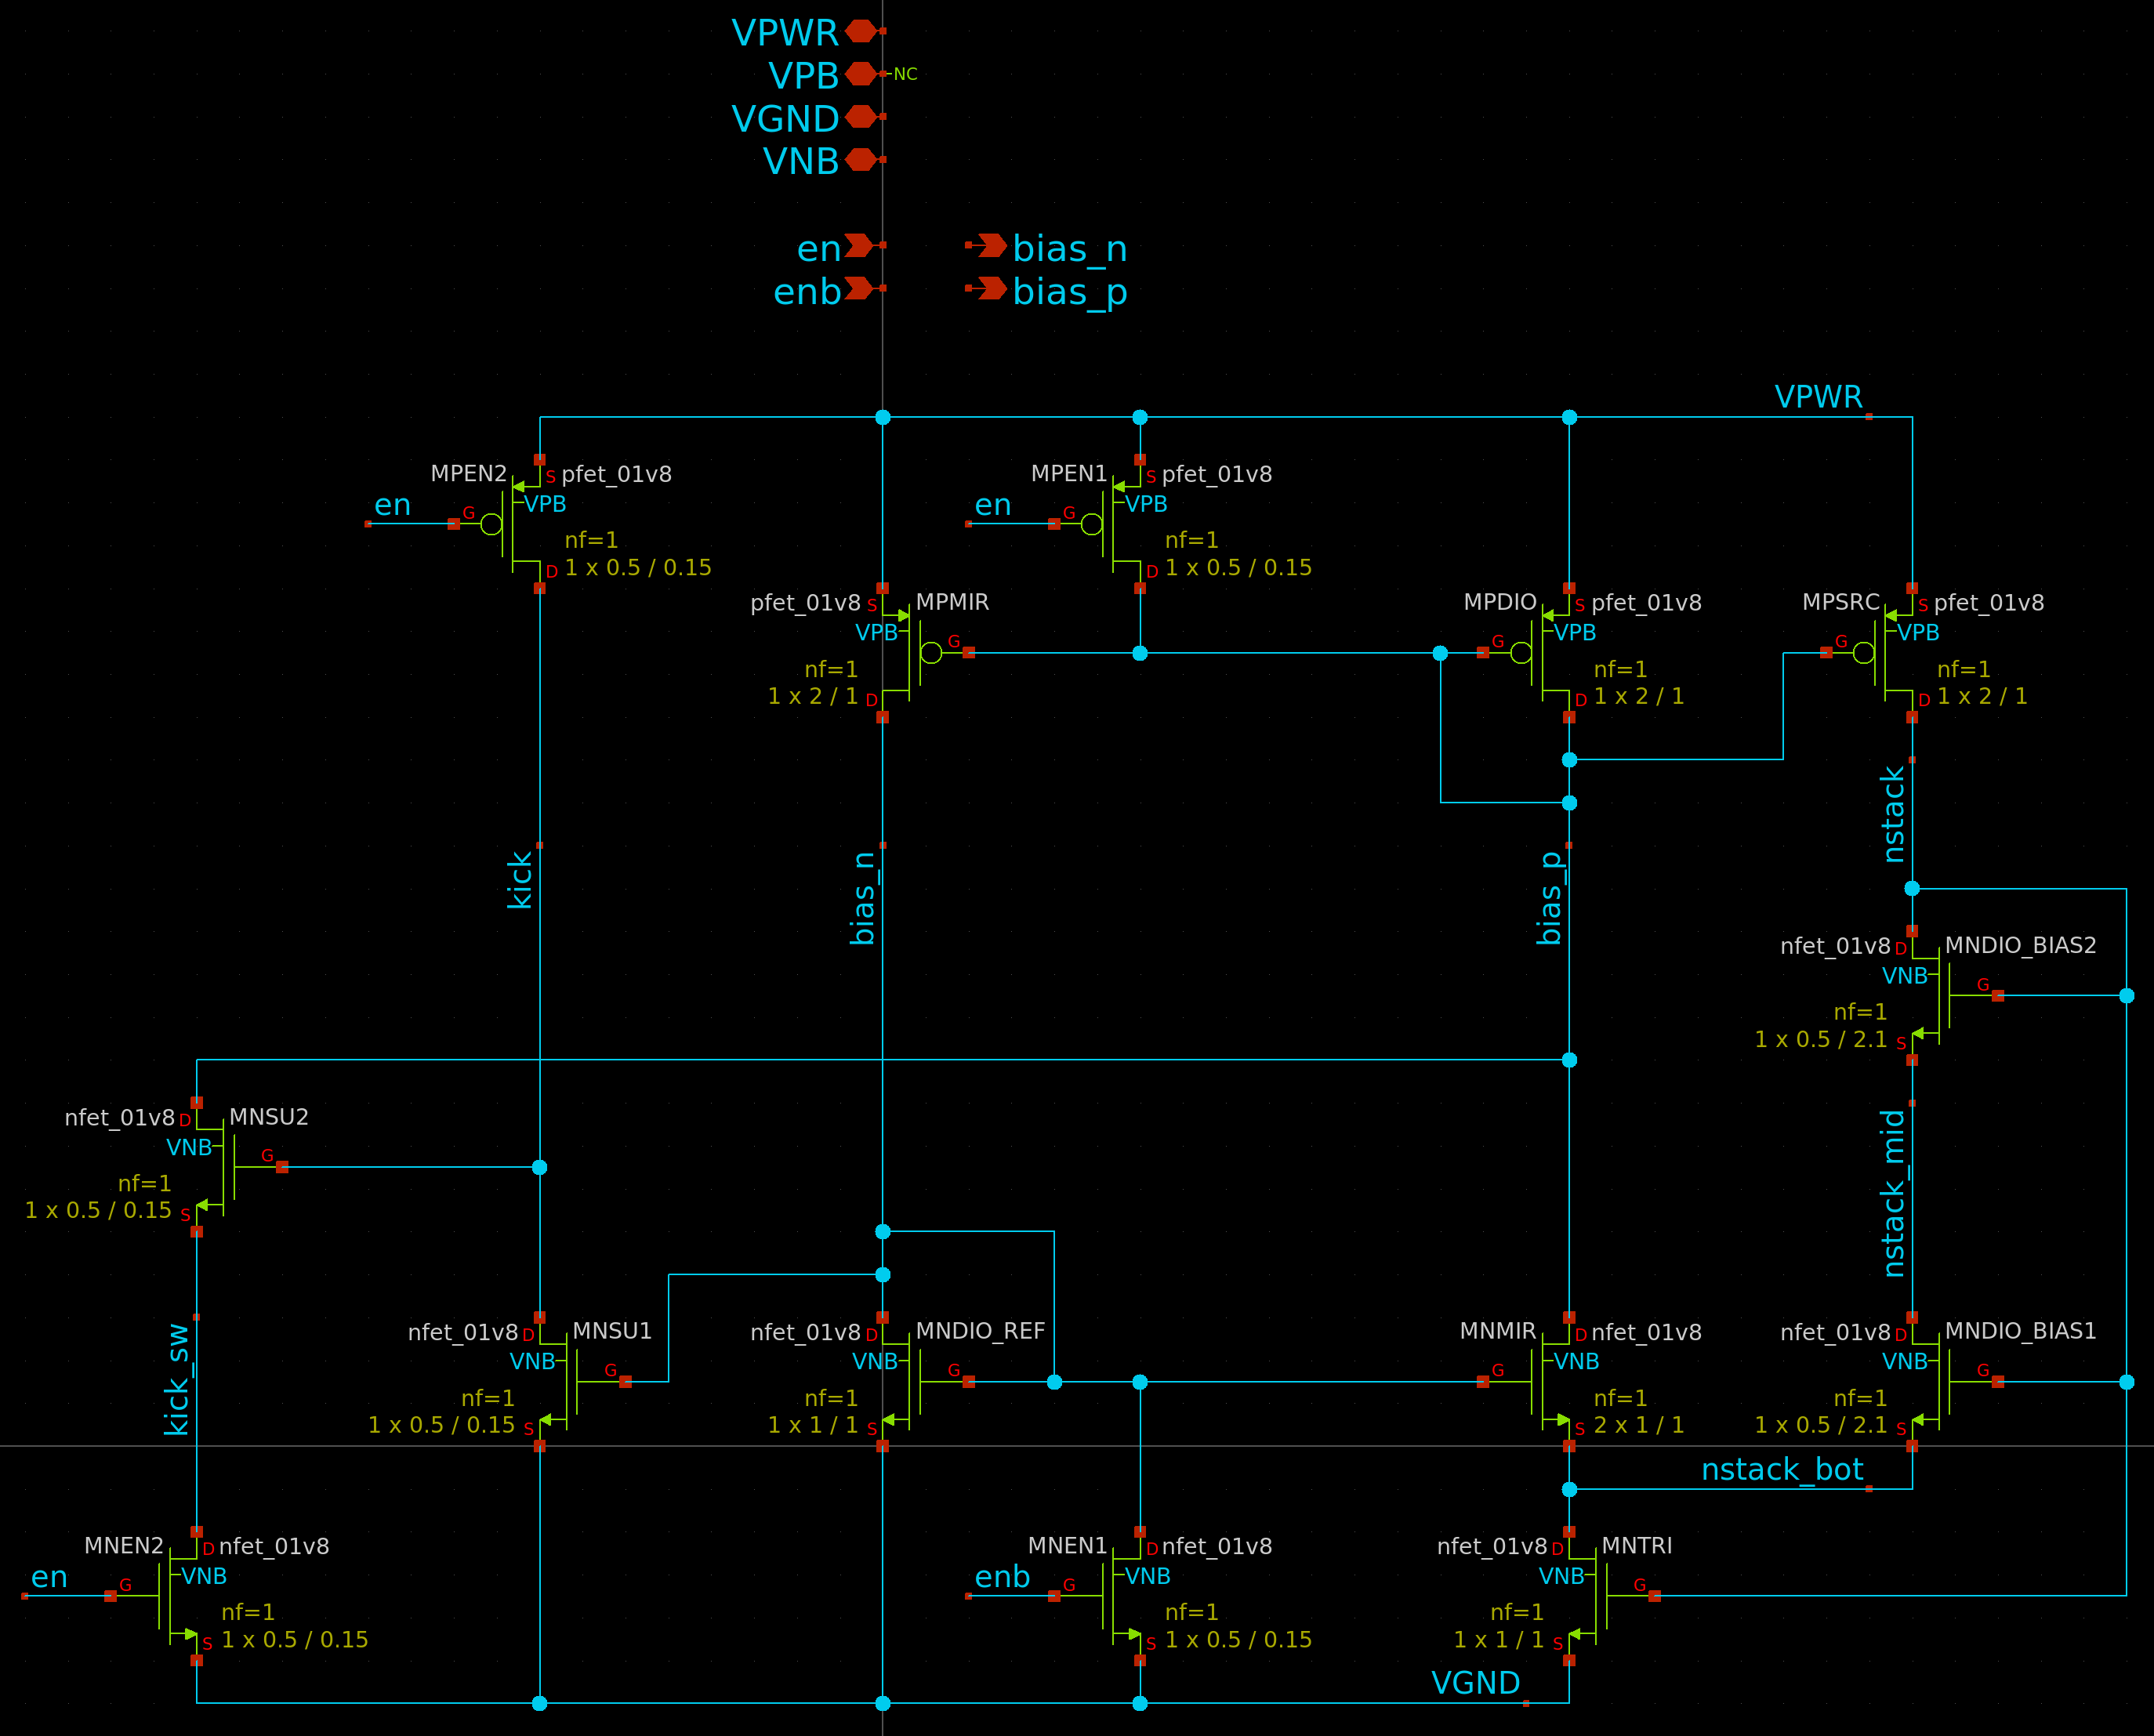 VPWR
VPB NC
VGND
VNB
en bias_n
enb bias_p
VPWR
MPEN2 S pfet_01v8
en G VPB
nf=1
D 1 x 0.5 / 0.15
MPEN1 S pfet_01v8
en G VPB
nf=1
D 1 x 0.5 / 0.15
pfet_01v8 S MPMIR
VPB G
nf=1
1 x 2 / 1 D
MPDIO S pfet_01v8
G VPB
nf=1
D 1 x 2 / 1
MPSRC S pfet_01v8
G VPB
nf=1
D 1 x 2 / 1
kick
bias_n
bias_p
nstack
nfet_01v8 D MNDIO_BIAS2
VNB G
nf=1
1 x 0.5 / 2.1 S
nfet_01v8 D MNSU2
VNB G
nf=1
1 x 0.5 / 0.15 S
nstack_mid
kick_sw
nfet_01v8 D MNSU1
VNB G
nf=1
1 x 0.5 / 0.15 S
nfet_01v8 D MNDIO_REF
VNB G
nf=1
1 x 1 / 1 S
MNMIR D nfet_01v8
G VNB
nf=1
S 2 x 1 / 1
nfet_01v8 D MNDIO_BIAS1
VNB G
nf=1
1 x 0.5 / 2.1 S
nstack_bot
MNEN2 D nfet_01v8
en G VNB
nf=1
S 1 x 0.5 / 0.15
MNEN1 D nfet_01v8
enb G VNB
nf=1
S 1 x 0.5 / 0.15
nfet_01v8 D MNTRI
VNB G
nf=1
1 x 1 / 1 S
VGND